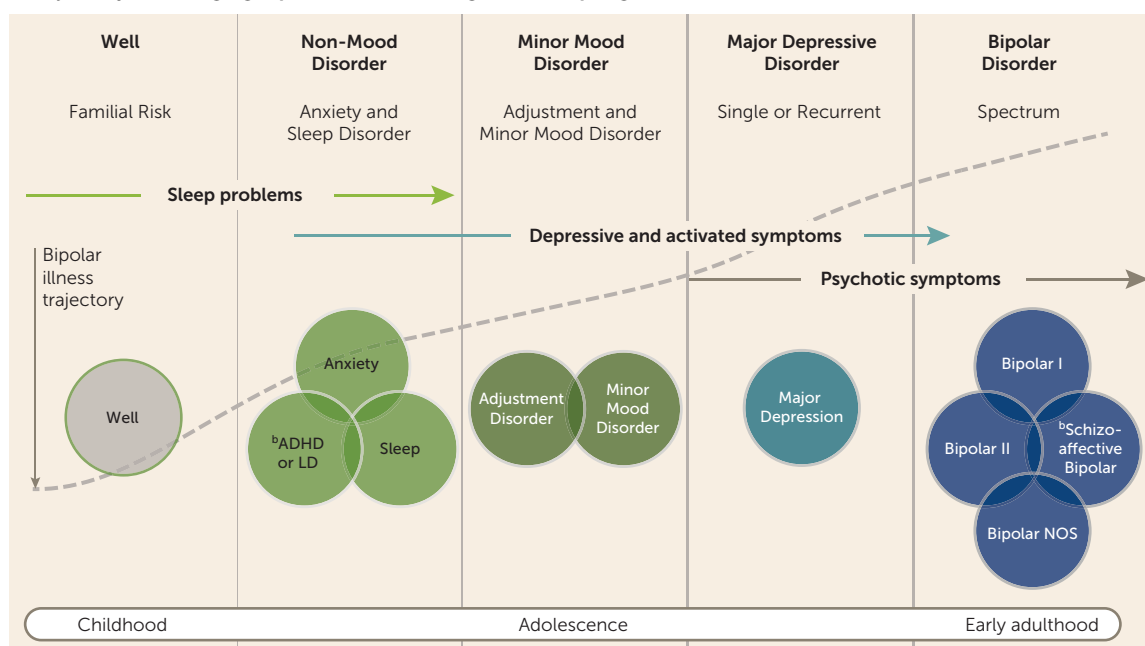 Well
Familial Risk
Non-Mood
Disorder
Anxiety and
Sleep Disorder
Minor Mood
Disorder
Adjustment and
Minor Mood Disorder
Major Depressive
Disorder
Single or Recurrent
Bipolar
Disorder
Spectrum
Sleep problems
Depressive and activated symptoms
Psychotic symptoms
Bipolar
illness
trajectory
Well
Anxiety
bADHD
or LD
Sleep
Adjustment
Disorder
Minor
Mood
Disorder
Major
Depression
Bipolar I
Bipolar II
bSchizo-
affective
Bipolar
Bipolar NOS
Childhood
Adolescence
Early adulthood